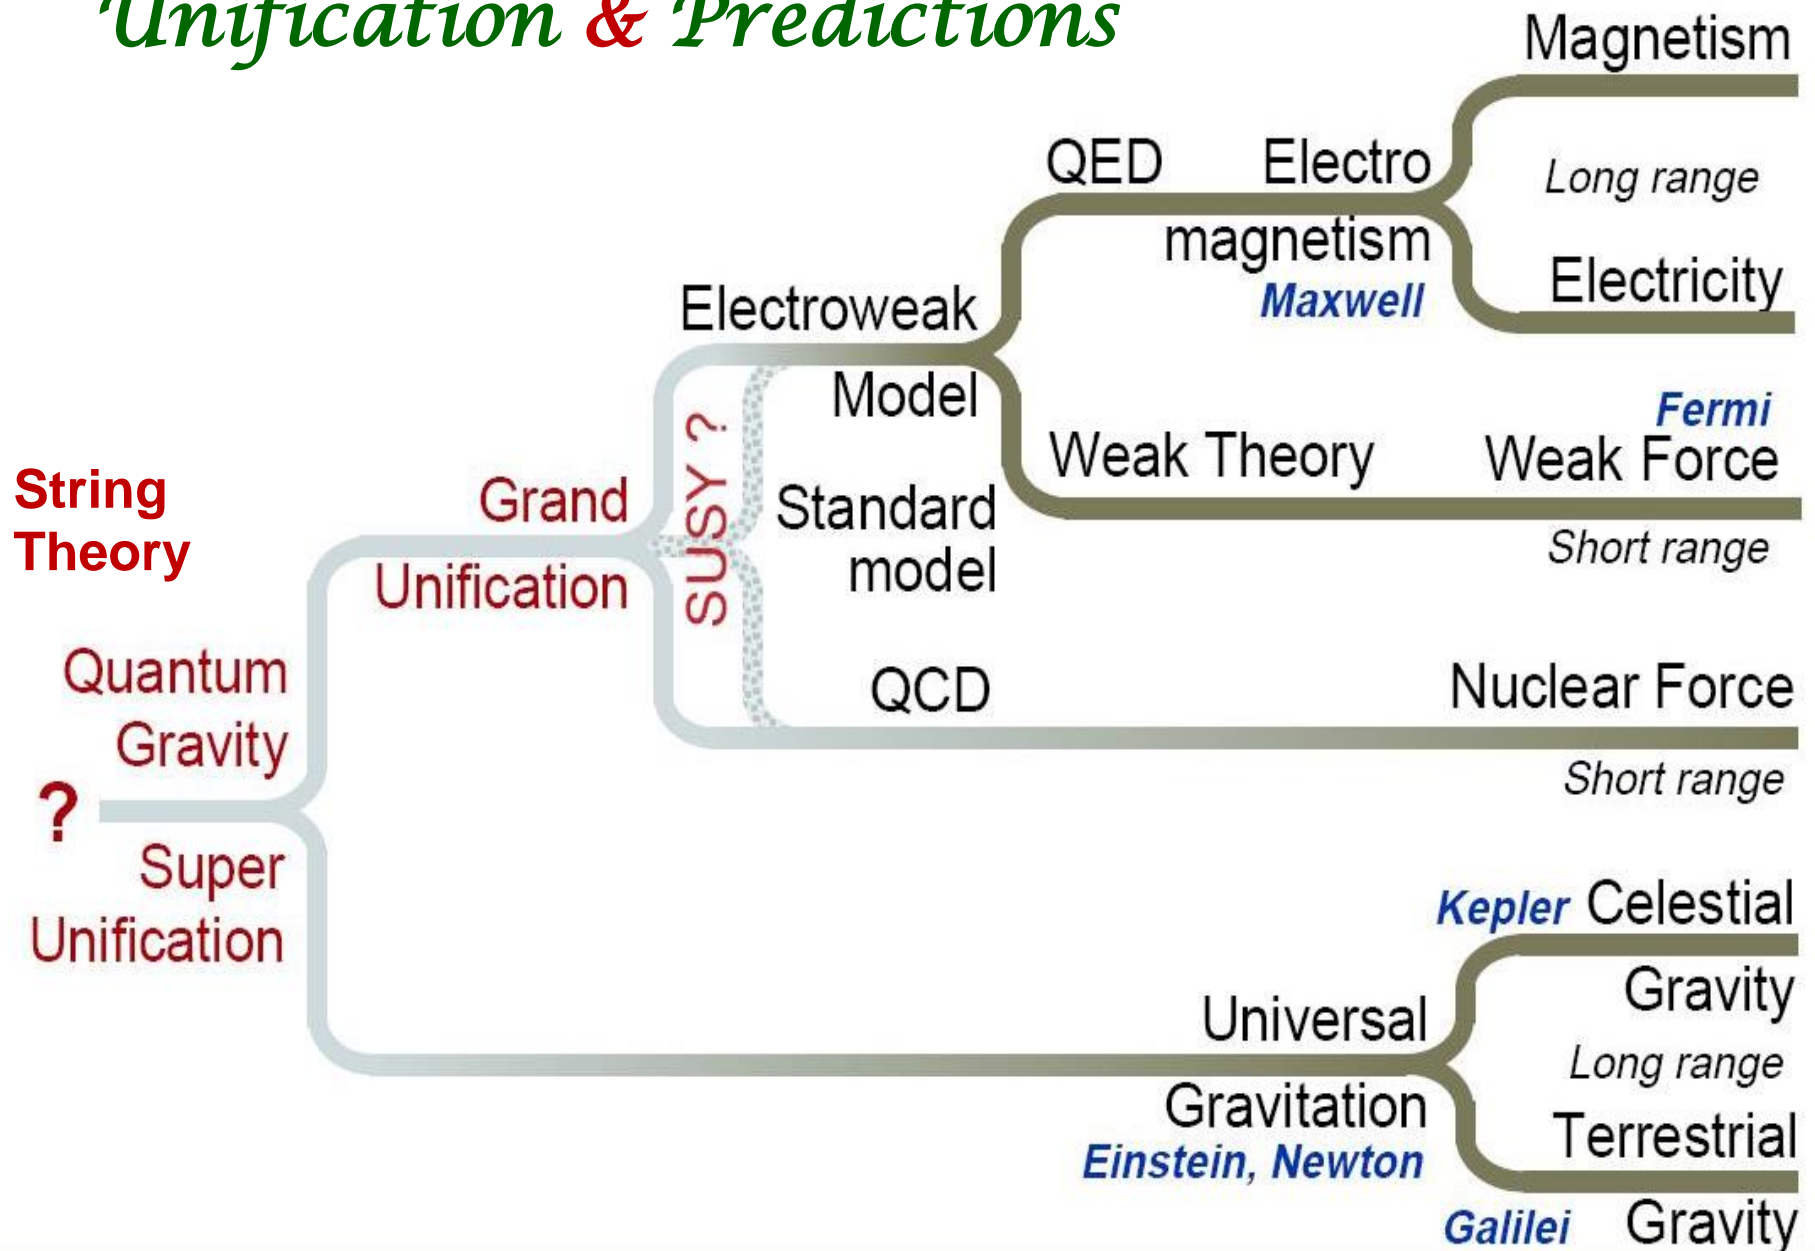 Unification & Predictions
Magnetism
QED
Electro
Long range
magnetism
Maxwell
Electricity
Electroweak
Model
Fermi
Weak Theory
Weak Force
Short range
String
Theory
Grand
Unification
SUSY ?
Standard
model
Quantum
Gravity
QCD
Nuclear Force
Short range
?
Super
Unification
Kepler Celestial
Gravity
Universal
Long range
Gravitation
Einstein, Newton
Terrestrial
Galilei Gravity